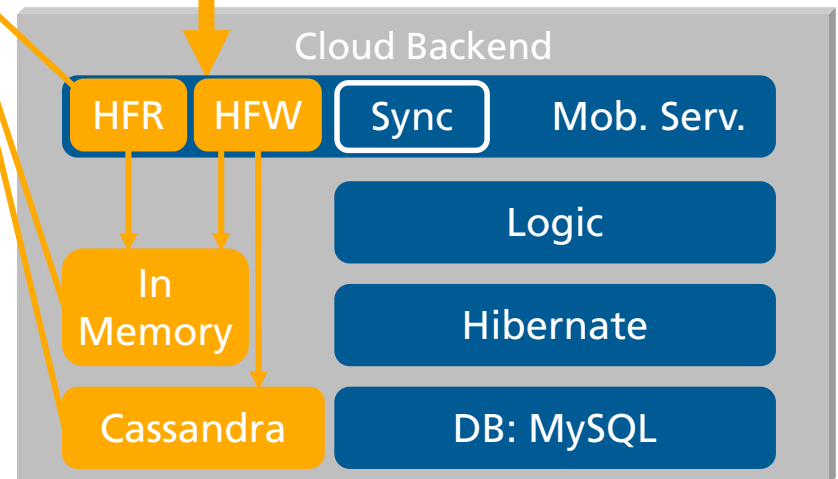 Cloud Backend
HFR
HFW
Sync
Mob. Serv.
Logic
In
Memory
Hibernate
Cassandra
DB: MySQL